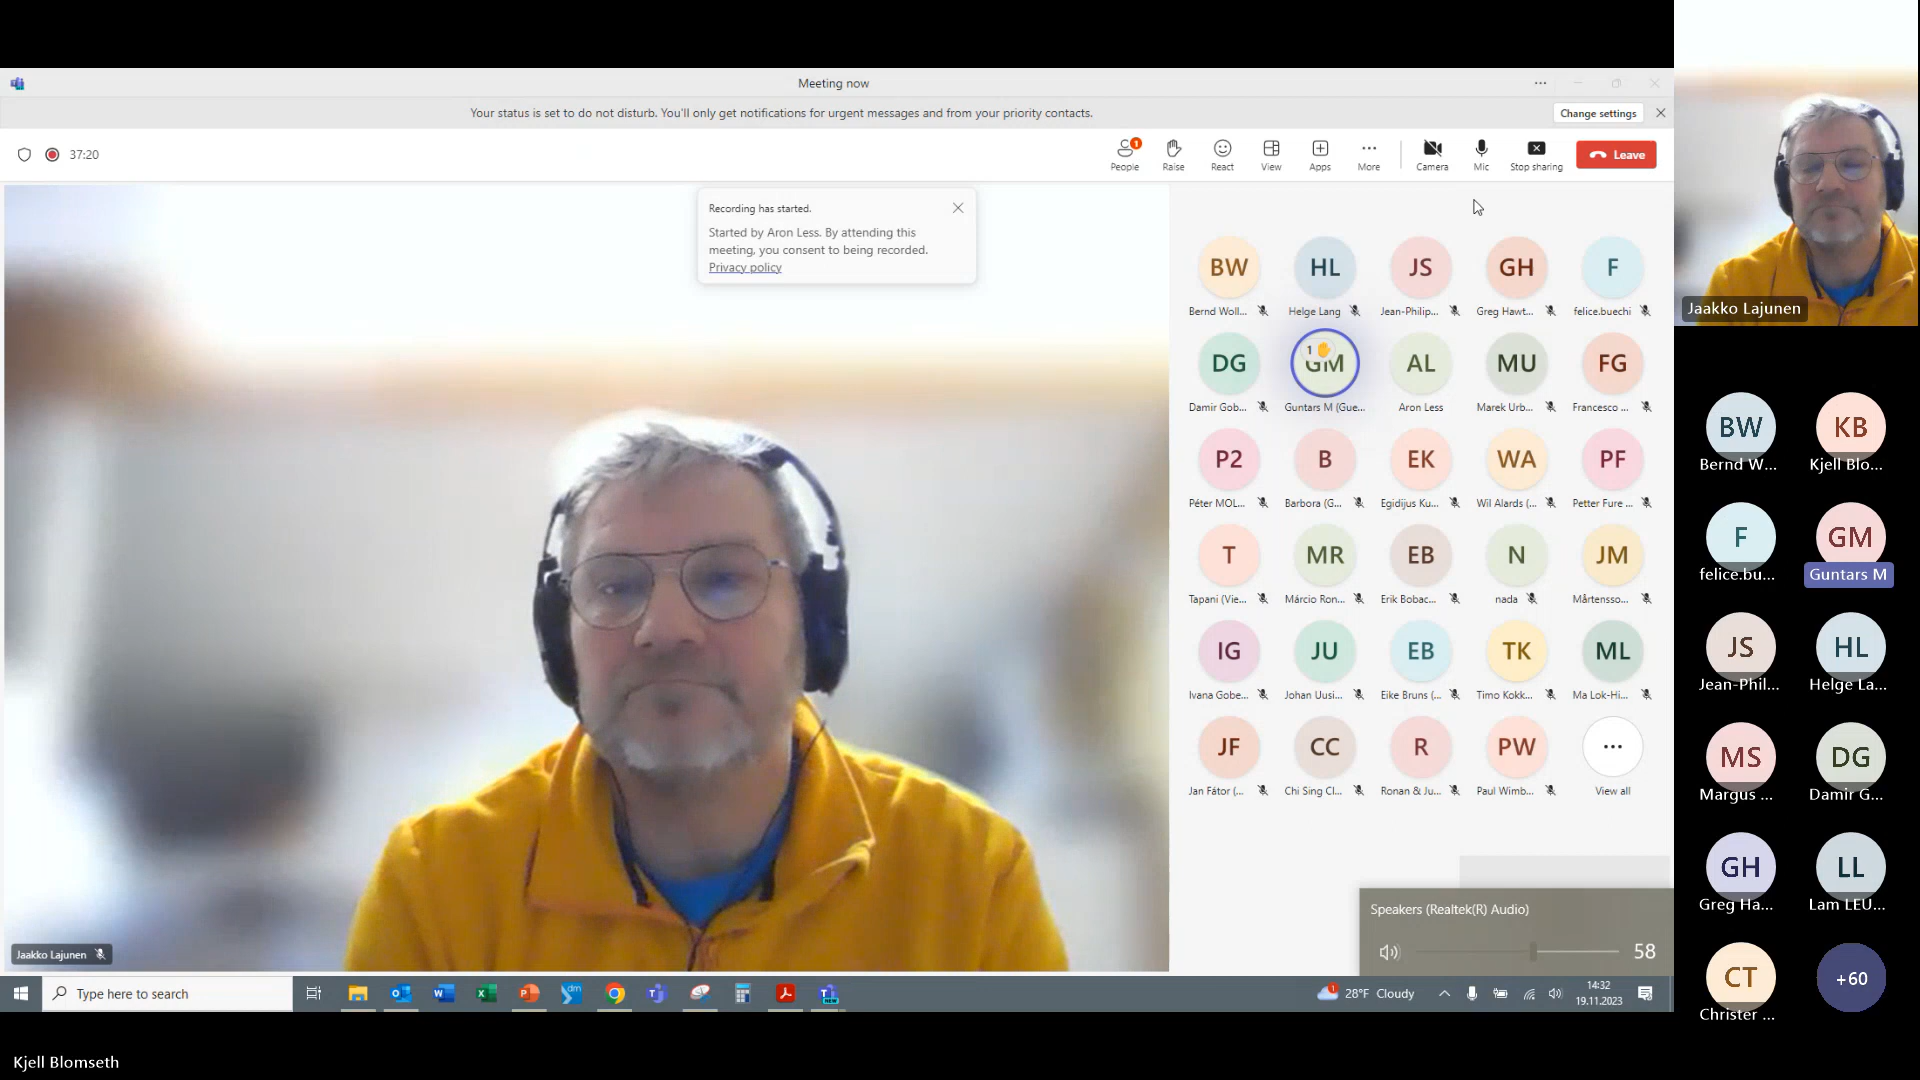 Meeting now
Your status is set to do not disturb. You'll only get notifications for urgent messages and from your priority contacts.
Change settings
37:20
People 1
Raise
React
View
Apps
More
Camera
Mic
Stop sharing
Leave
Recording has started.
Started by Aron Less. By attending this
meeting, you consent to being recorded.
Privacy policy
BW HL JS GH F
Bernd Woll... Helge Lang Jean-Philip... Greg Hawt... felice.buechi
DG 1 GM AL MU FG
Damir Gob... Guntars M (Gue... Aron Less Marek Urb... Francesco ...
P2 B EK WA PF
Péter MOL... Barbora (G... Egidijus Ku... Wil Alards (... Petter Fure ...
T MR EB N JM
Tapani (Vie... Márcio Ron... Erik Bobac... nada Mårtensso...
IG JU EB TK ML
Ivana Gobe... Johan Uusi... Eike Bruns (... Timo Kokk... Ma Lok-Hi...
JF CC R PW ...
Jan Fátor (... Chi Sing Cl... Ronan & Ju... Paul Wimb... View all
Speakers (Realtek(R) Audio)
58
Jaakko Lajunen
Type here to search
dm
NEW
1
28°F Cloudy
14:32
19.11.2023
Kjell Blomseth
Jaakko Lajunen
BW KB
Bernd W... Kjell Blo...
F GM
felice.bu... Guntars M
JS HL
Jean-Phil... Helge La...
MS DG
Margus ... Damir G...
GH LL
Greg Ha... Lam LEU...
CT +60
Christer ...